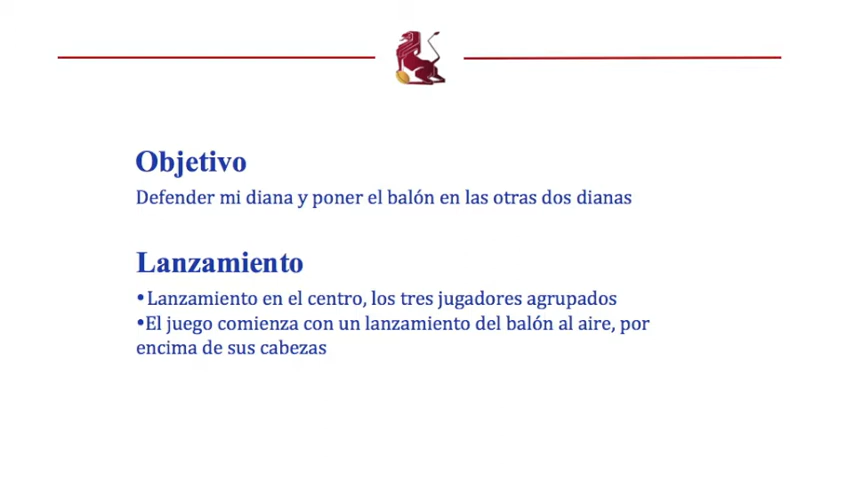 Objetivo
Defender mi diana y poner el balón en las otras dos dianas
Lanzamiento
•Lanzamiento en el centro, los tres jugadores agrupados
•El juego comienza con un lanzamiento del balón al aire, por
encima de sus cabezas